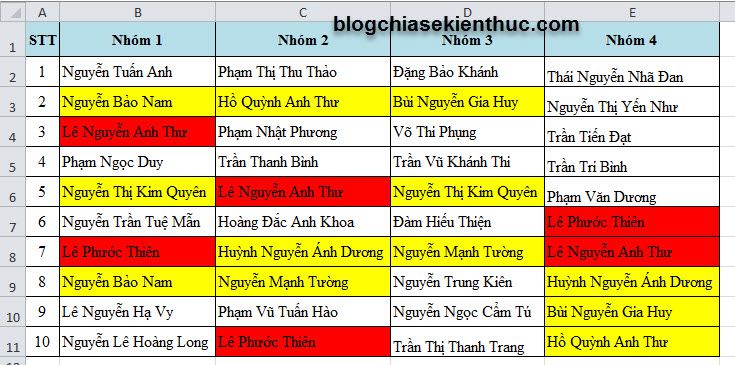 blogchiasekienthuc.com
A B C D E
1 STT Nhóm 1 Nhóm 2 Nhóm 3 Nhóm 4
2 1 Nguyễn Tuấn Anh Phạm Thị Thu Thảo Đặng Bảo Khánh Thái Nguyễn Nhã Đan
3 2 Nguyễn Bảo Nam Hồ Quỳnh Anh Thư Bùi Nguyễn Gia Huy Nguyễn Thị Yến Như
4 3 Lê Nguyễn Anh Thư Phạm Nhật Phương Võ Thi Phụng Trần Tiến Đạt
5 4 Phạm Ngọc Duy Trần Thanh Bình Trần Vũ Khánh Thi Trần Trí Bình
6 5 Nguyễn Thị Kim Quyên Lê Nguyễn Anh Thư Nguyễn Thị Kim Quyên Phạm Văn Dương
7 6 Nguyễn Trần Tuệ Mẫn Hoàng Đắc Anh Khoa Đàm Hiếu Thiện Lê Phước Thiên
8 7 Lê Phước Thiên Huỳnh Nguyễn Ánh Dương Nguyễn Mạnh Tường Lê Nguyễn Anh Thư
9 8 Nguyễn Bảo Nam Nguyễn Mạnh Tường Nguyễn Trung Kiên Huỳnh Nguyễn Ánh Dương
10 9 Lê Nguyễn Hạ Vy Phạm Vũ Tuấn Hào Nguyễn Ngọc Cẩm Tú Bùi Nguyễn Gia Huy
11 10 Nguyễn Lê Hoàng Long Lê Phước Thiên Trần Thị Thanh Trang Hồ Quỳnh Anh Thư